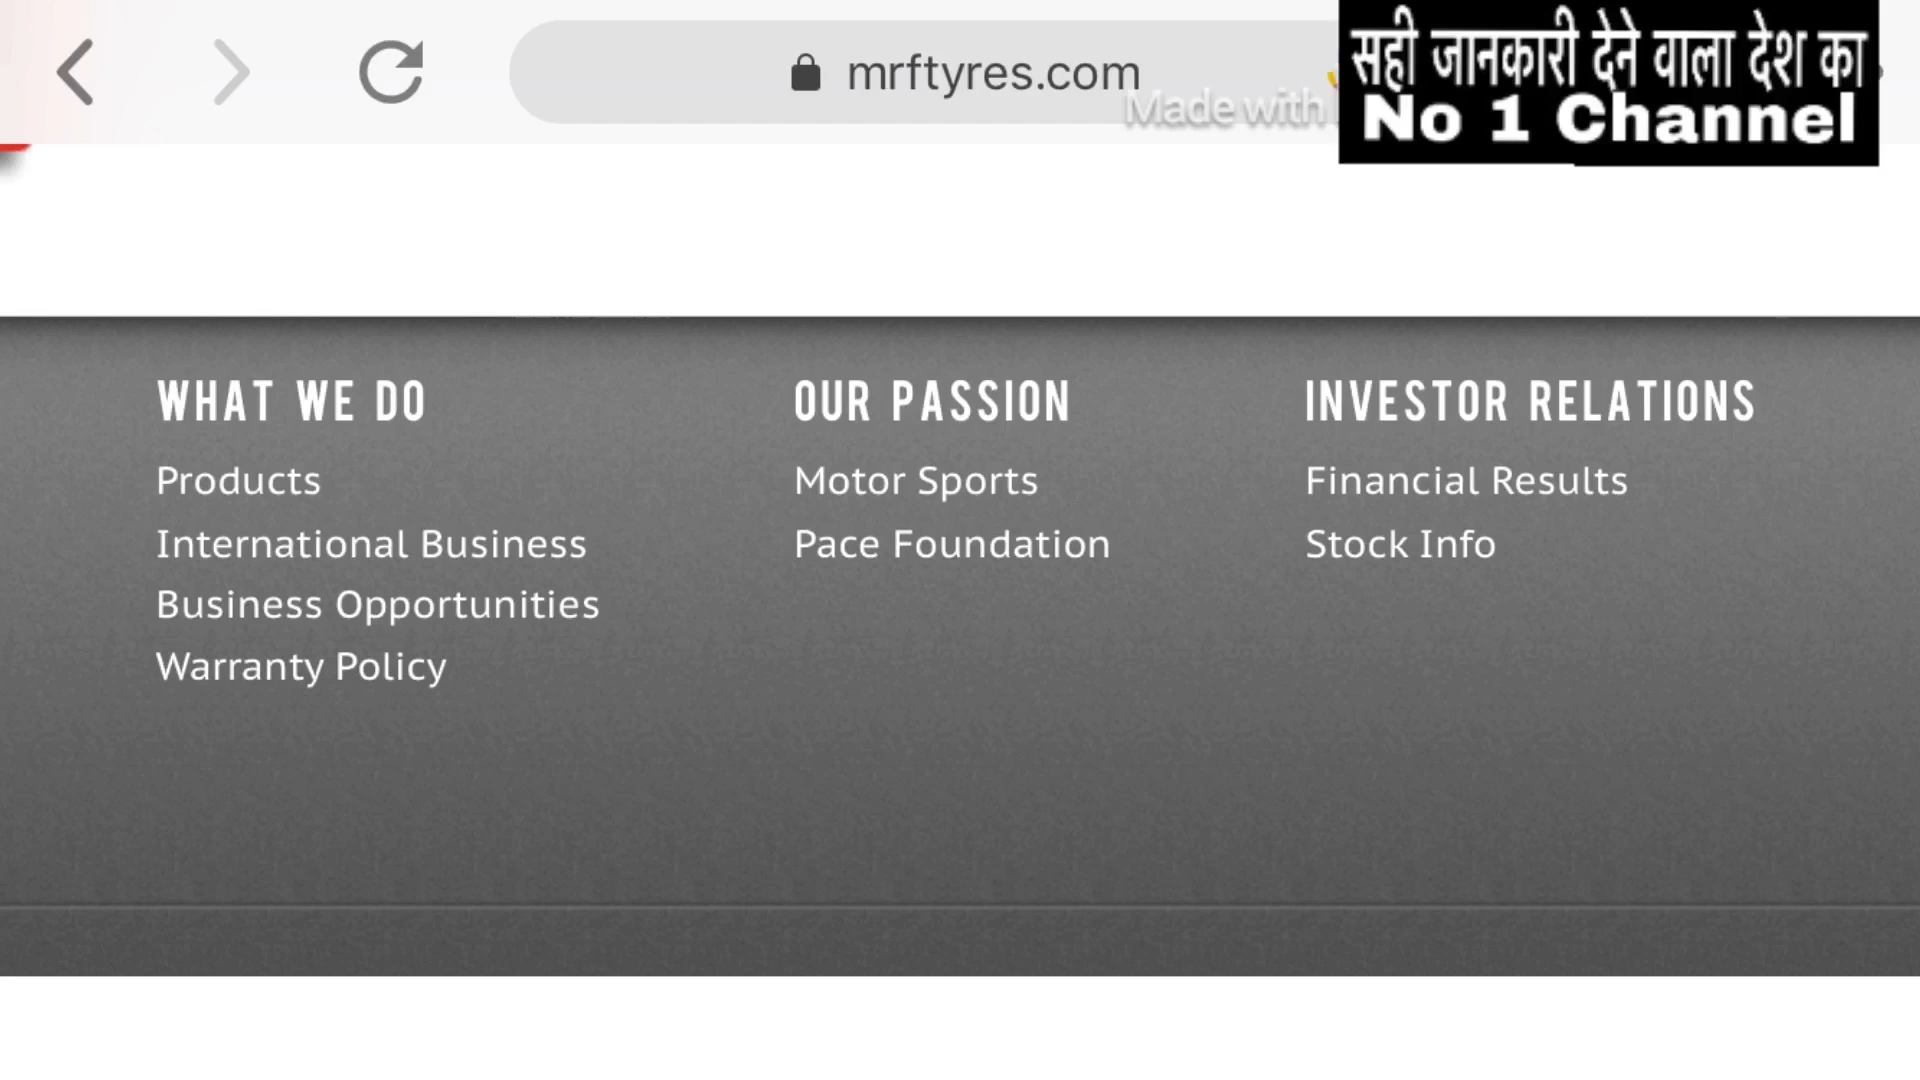 mrftyres.com
Made with
सही जानकारी देने वाला देश का
No 1 Channel
WHAT WE DO
Products
International Business
Business Opportunities
Warranty Policy
OUR PASSION
Motor Sports
Pace Foundation
INVESTOR RELATIONS
Financial Results
Stock Info